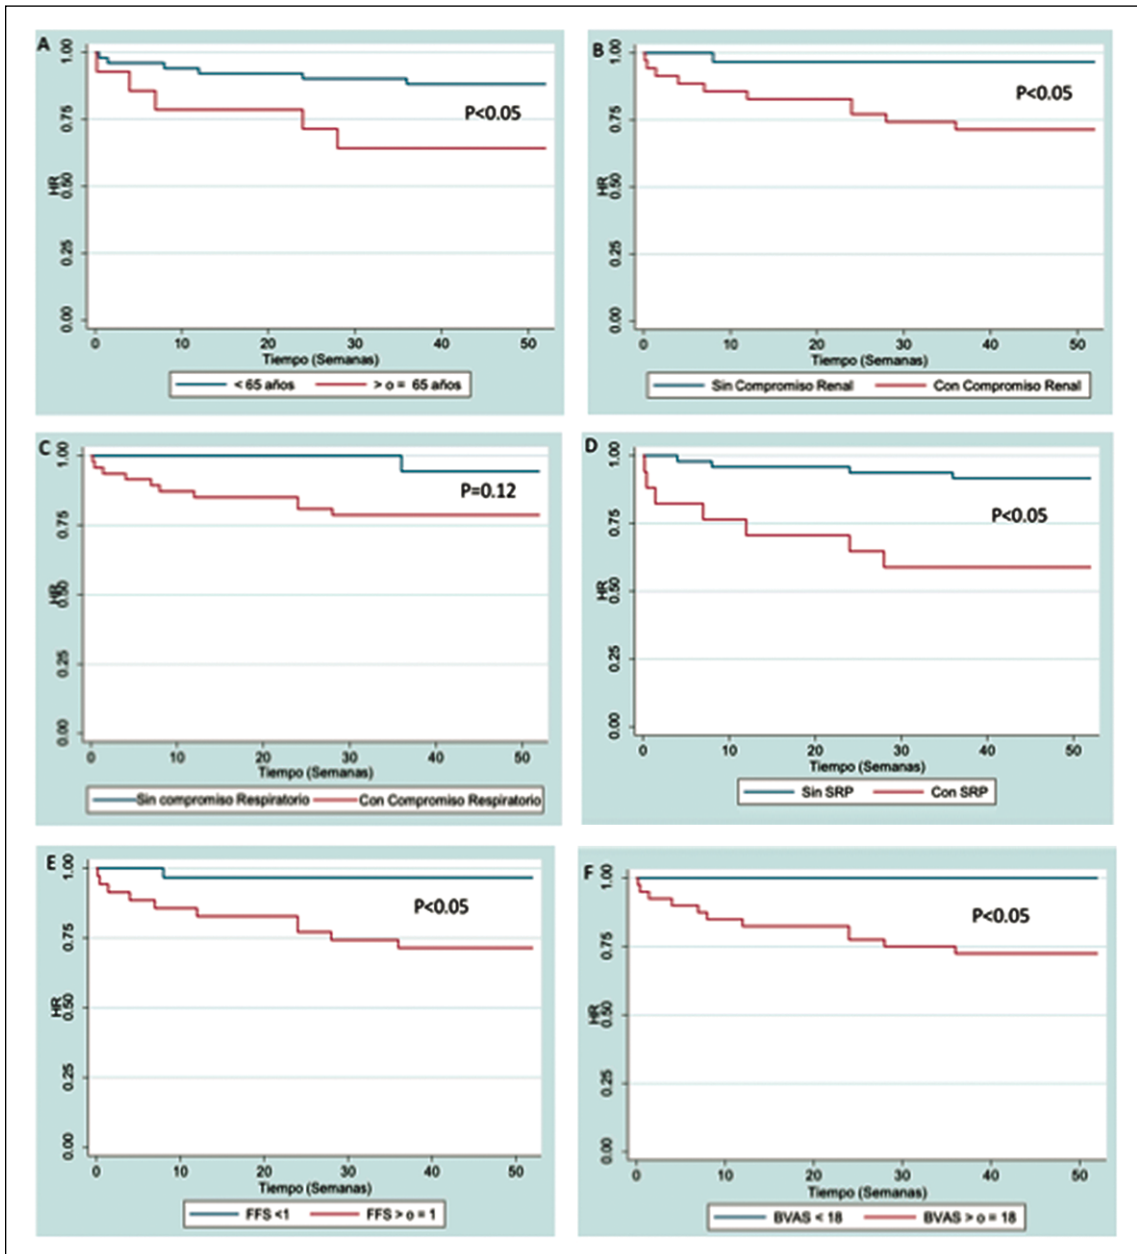 A
1.00
0.75
0.50
0.25
0.00
HR
P<0.05
0 10 20 30 40 50
Tiempo (Semanas)
< 65 años > o = 65 años
B
1.00
0.75
0.50
0.25
0.00
HR
P<0.05
0 10 20 30 40 50
Tiempo (Semanas)
Sin Compromiso Renal Con Compromiso Renal
C
1.00
0.75
0.50
0.25
0.00
HR
P=0.12
0 10 20 30 40 50
Tiempo (Semanas)
Sin compromiso Respiratorio Con Compromiso Respiratorio
D
1.00
0.75
0.50
0.25
0.00
HR
P<0.05
0 10 20 30 40 50
Tiempo (Semanas)
Sin SRP Con SRP
E
1.00
0.75
0.50
0.25
0.00
HR
P<0.05
0 10 20 30 40 50
Tiempo (Semanas)
FFS <1 FFS > o = 1
F
1.00
0.75
0.50
0.25
0.00
HR
P<0.05
0 10 20 30 40 50
Tiempo (Semanas)
BVAS < 18 BVAS > o = 18